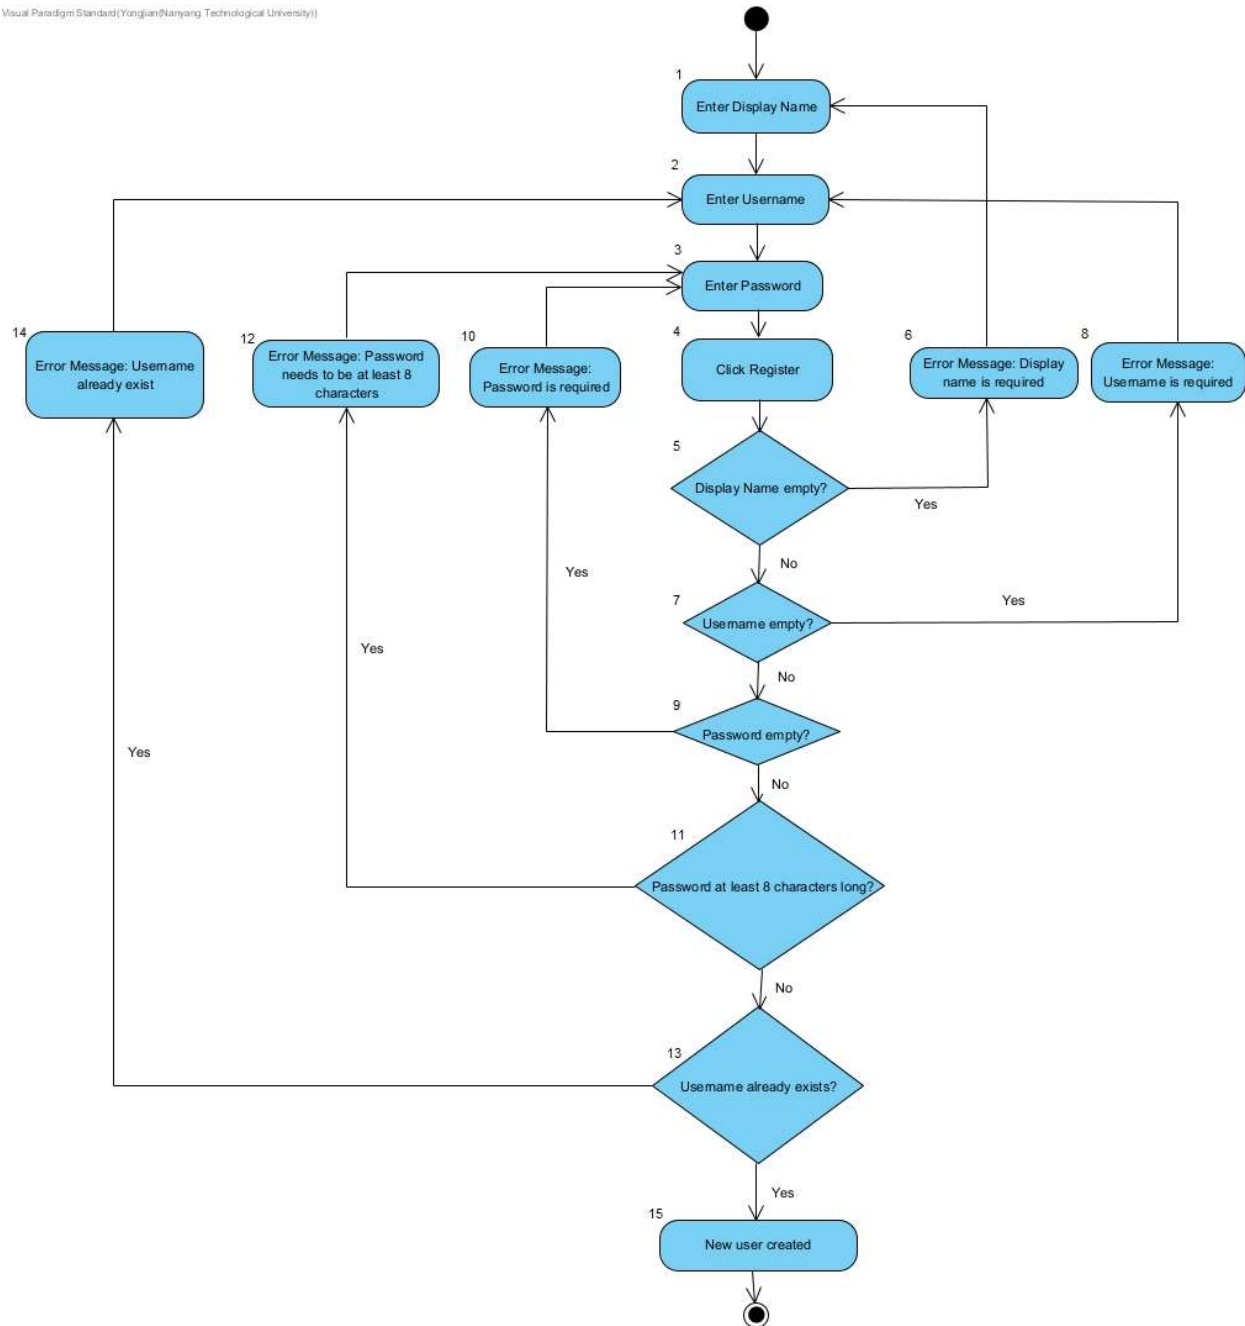 Visual Paradigm Standard(Yongjian(Nanyang Technological University))
1
Enter Display Name
2
Enter Username
3
Enter Password
4
Click Register
14
Error Message: Username
already exist
12
Error Message: Password
needs to be at least 8
characters
10
Error Message:
Password is required
6
Error Message: Display
name is required
8
Error Message:
Username is required
5
Display Name empty?
Yes
No
7
Username empty?
Yes
No
9
Password empty?
Yes
No
11
Password at least 8 characters long?
Yes
No
13
Username already exists?
Yes
Yes
15
New user created